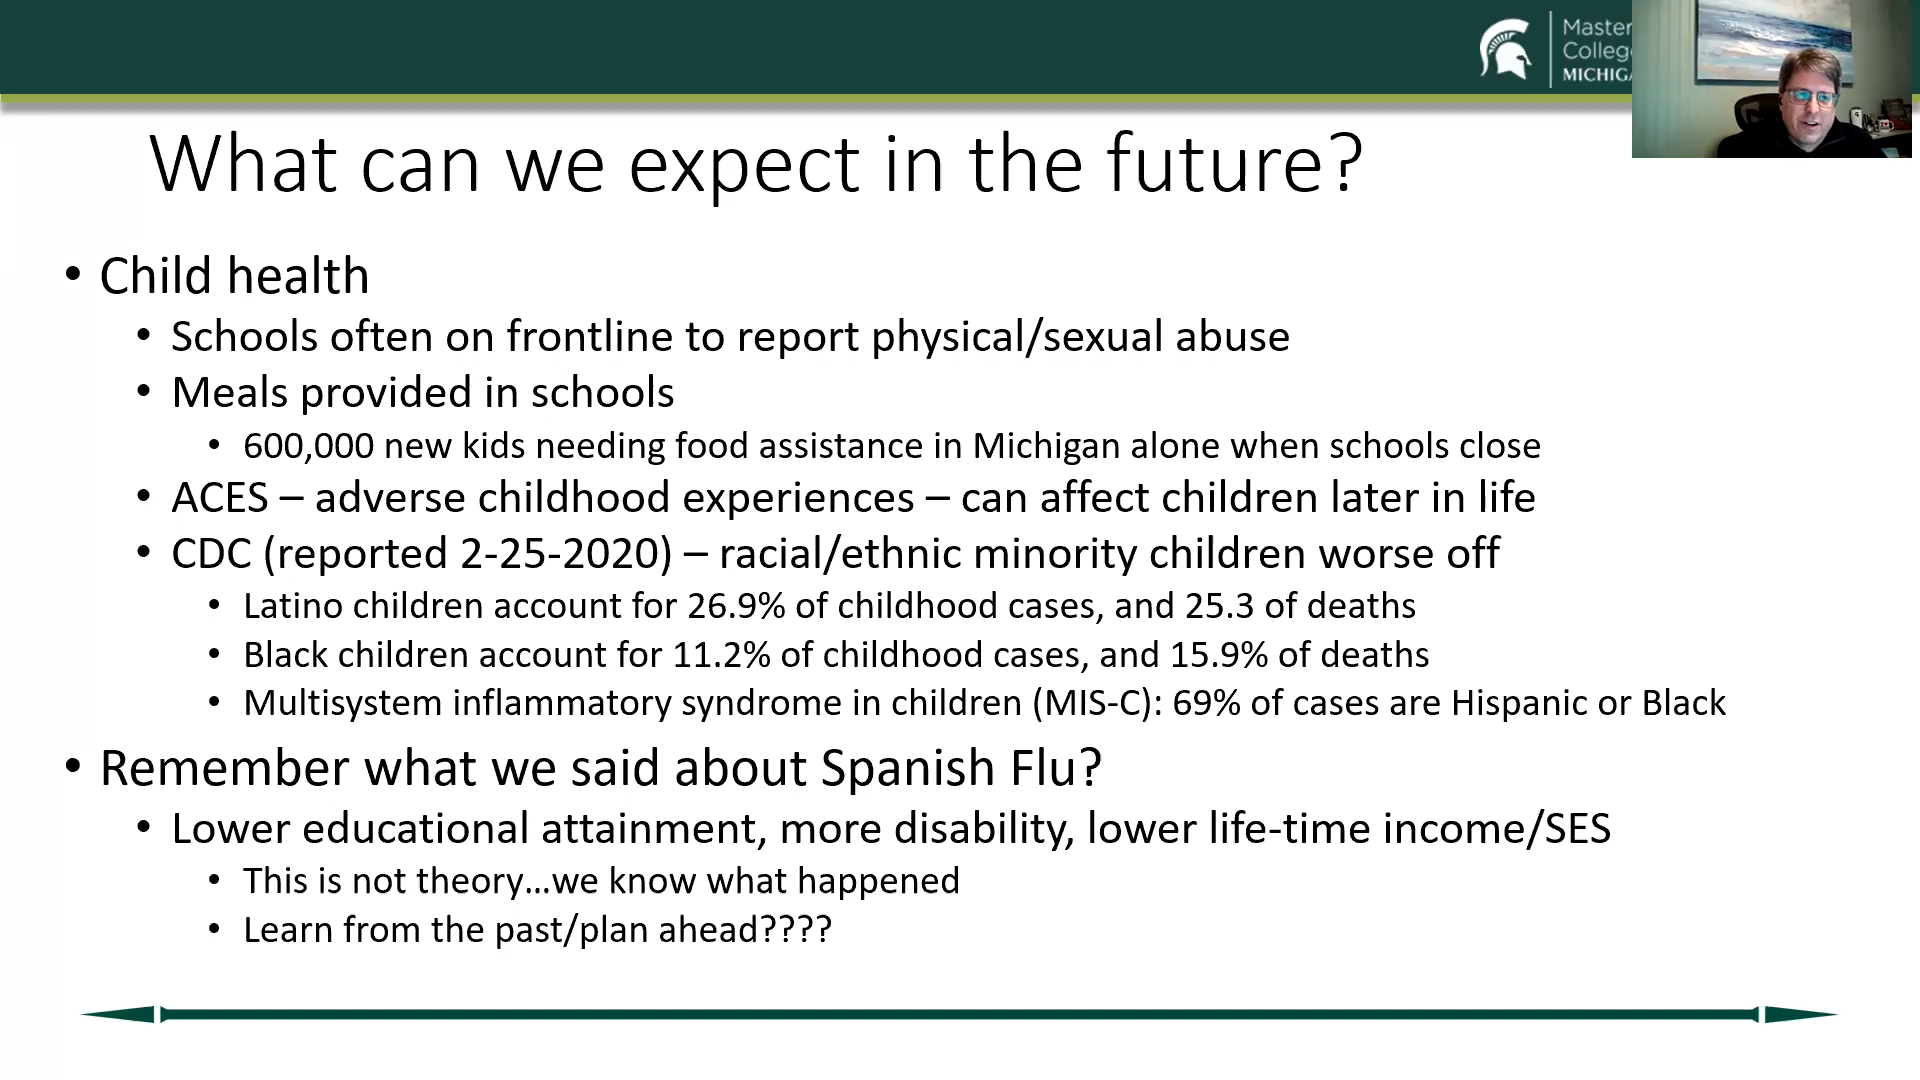 Master
Colleg
MICHIG
What can we expect in the future?
• Child health
• Schools often on frontline to report physical/sexual abuse
• Meals provided in schools
• 600,000 new kids needing food assistance in Michigan alone when schools close
• ACES – adverse childhood experiences – can affect children later in life
• CDC (reported 2-25-2020) – racial/ethnic minority children worse off
• Latino children account for 26.9% of childhood cases, and 25.3 of deaths
• Black children account for 11.2% of childhood cases, and 15.9% of deaths
• Multisystem inflammatory syndrome in children (MIS-C): 69% of cases are Hispanic or Black
• Remember what we said about Spanish Flu?
• Lower educational attainment, more disability, lower life-time income/SES
• This is not theory…we know what happened
• Learn from the past/plan ahead????